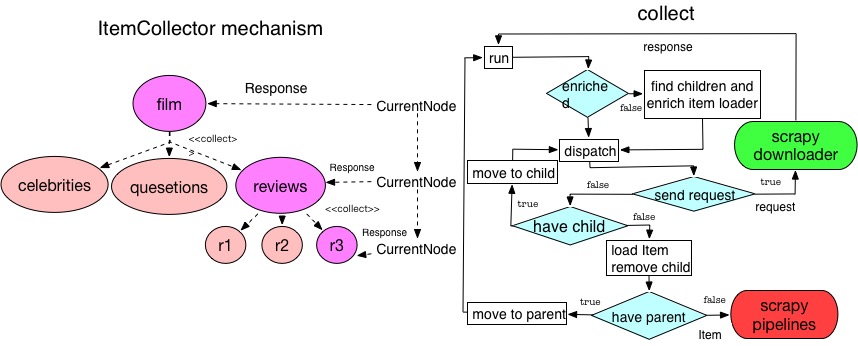 ItemCollector mechanism
film
Response
CurrentNode
<<collect>
>
celebrities
quesetions
reviews
Response
CurrentNode
<<collect>>
r1
r2
r3
Response
CurrentNode
collect
run
response
enriche
d
false
find children and
enrich item loader
scrapy
downloader
dispatch
move to child
false
send request
true
request
true
have child
false
load Item
remove child
move to parent
true
have parent
false
Item
scrapy
pipelines